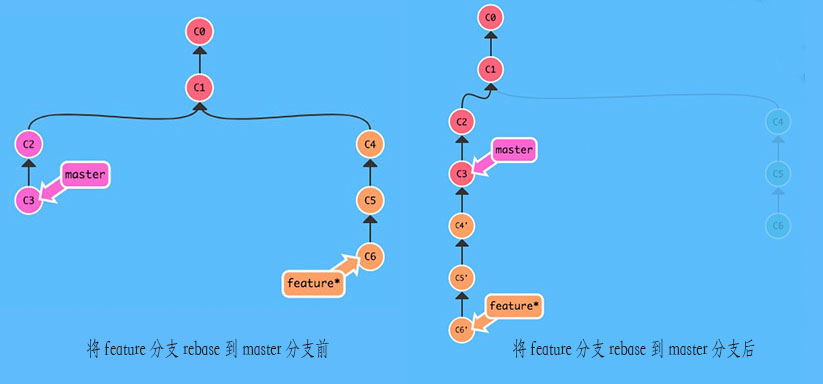 C0
C1
C2
C4
master
C3
C5
C6
feature*
将 feature 分支 rebase 到 master 分支前
C0
C1
C2
C4
master
C3
C5
C4'
C6
C5'
feature*
C6'
将 feature 分支 rebase 到 master 分支后